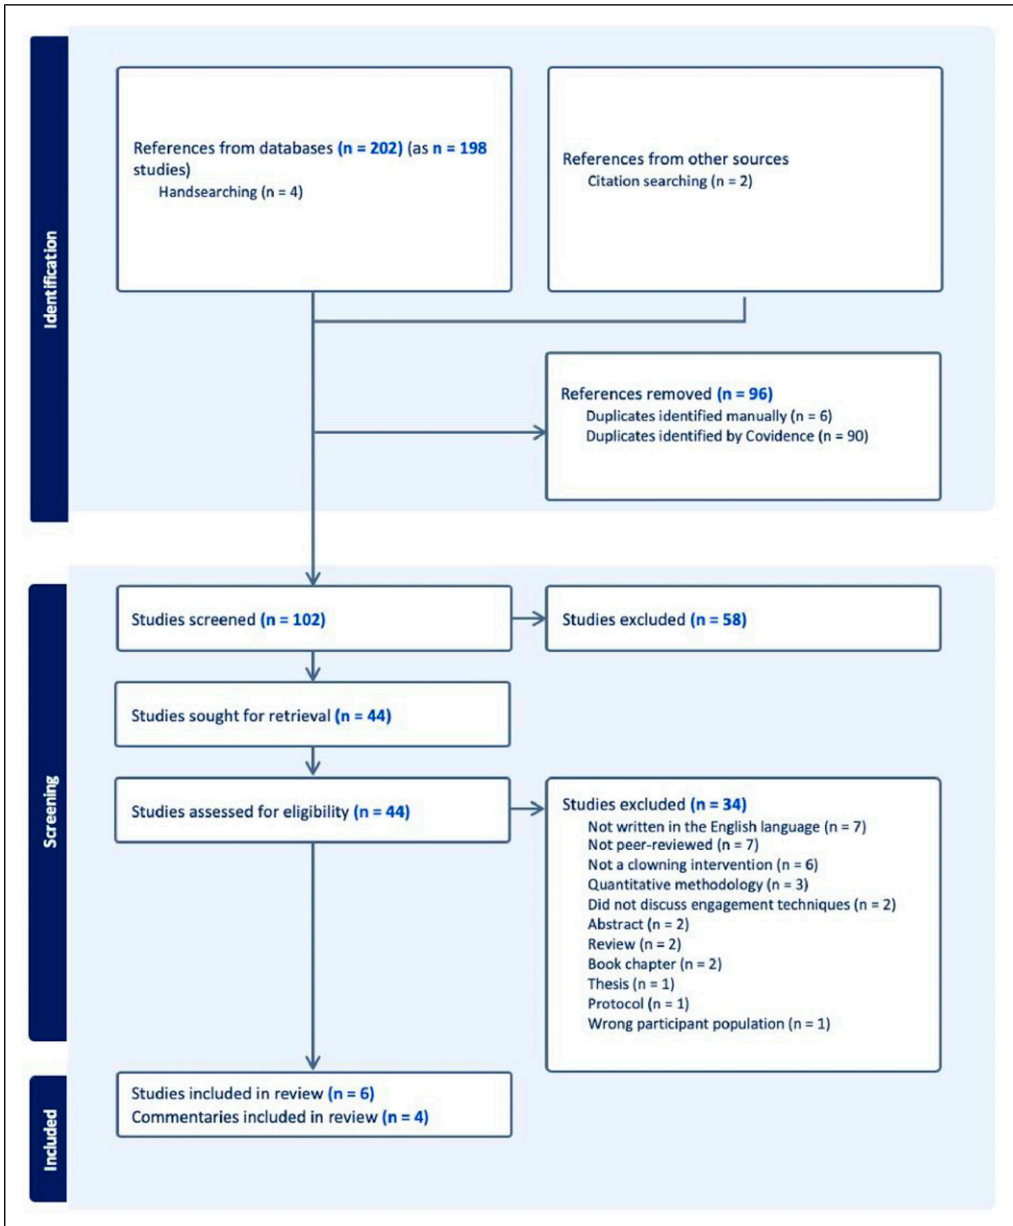 Identification
References from databases (n = 202) (as n = 198
studies)
Handsearching (n = 4)
References from other sources
Citation searching (n = 2)
References removed (n = 96)
Duplicates identified manually (n = 6)
Duplicates identified by Covidence (n = 90)
Screening
Studies screened (n = 102)
Studies excluded (n = 58)
Studies sought for retrieval (n = 44)
Studies assessed for eligibility (n = 44)
Studies excluded (n = 34)
Not written in the English language (n = 7)
Not peer-reviewed (n = 7)
Not a clowning intervention (n = 6)
Quantitative methodology (n = 3)
Did not discuss engagement techniques (n = 2)
Abstract (n = 2)
Review (n = 2)
Book chapter (n = 2)
Thesis (n = 1)
Protocol (n = 1)
Wrong participant population (n = 1)
Included
Studies included in review (n = 6)
Commentaries included in review (n = 4)